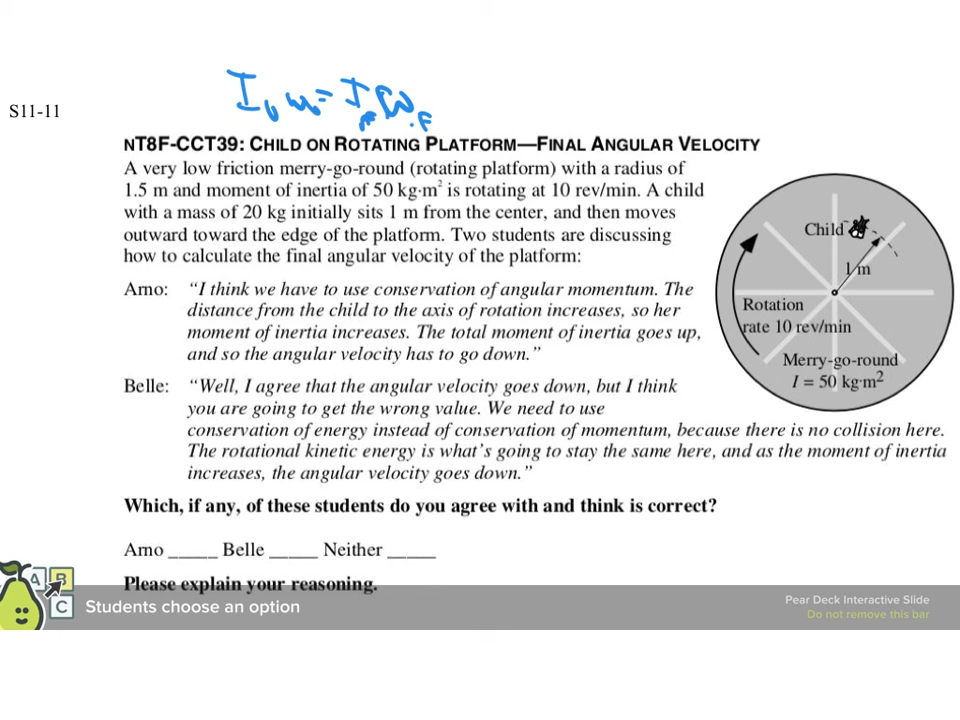 I₀ω₀ = I_F ω_F
S11-11
NT8F-CCT39: CHILD ON ROTATING PLATFORM—FINAL ANGULAR VELOCITY
A very low friction merry-go-round (rotating platform) with a radius of
1.5 m and moment of inertia of 50 kg·m² is rotating at 10 rev/min. A child
with a mass of 20 kg initially sits 1 m from the center, and then moves
outward toward the edge of the platform. Two students are discussing
how to calculate the final angular velocity of the platform:
Arno: “I think we have to use conservation of angular momentum. The
distance from the child to the axis of rotation increases, so her
moment of inertia increases. The total moment of inertia goes up,
and so the angular velocity has to go down.”
Belle: “Well, I agree that the angular velocity goes down, but I think
you are going to get the wrong value. We need to use
conservation of energy instead of conservation of momentum, because there is no collision here.
The rotational kinetic energy is what’s going to stay the same here, and as the moment of inertia
increases, the angular velocity goes down.”
Child
1 m
Rotation
rate 10 rev/min
Merry-go-round
I = 50 kg·m²
Which, if any, of these students do you agree with and think is correct?
Arno _____ Belle _____ Neither _____
Please explain your reasoning.
A B
C
Students choose an option
Pear Deck Interactive Slide
Do not remove this bar